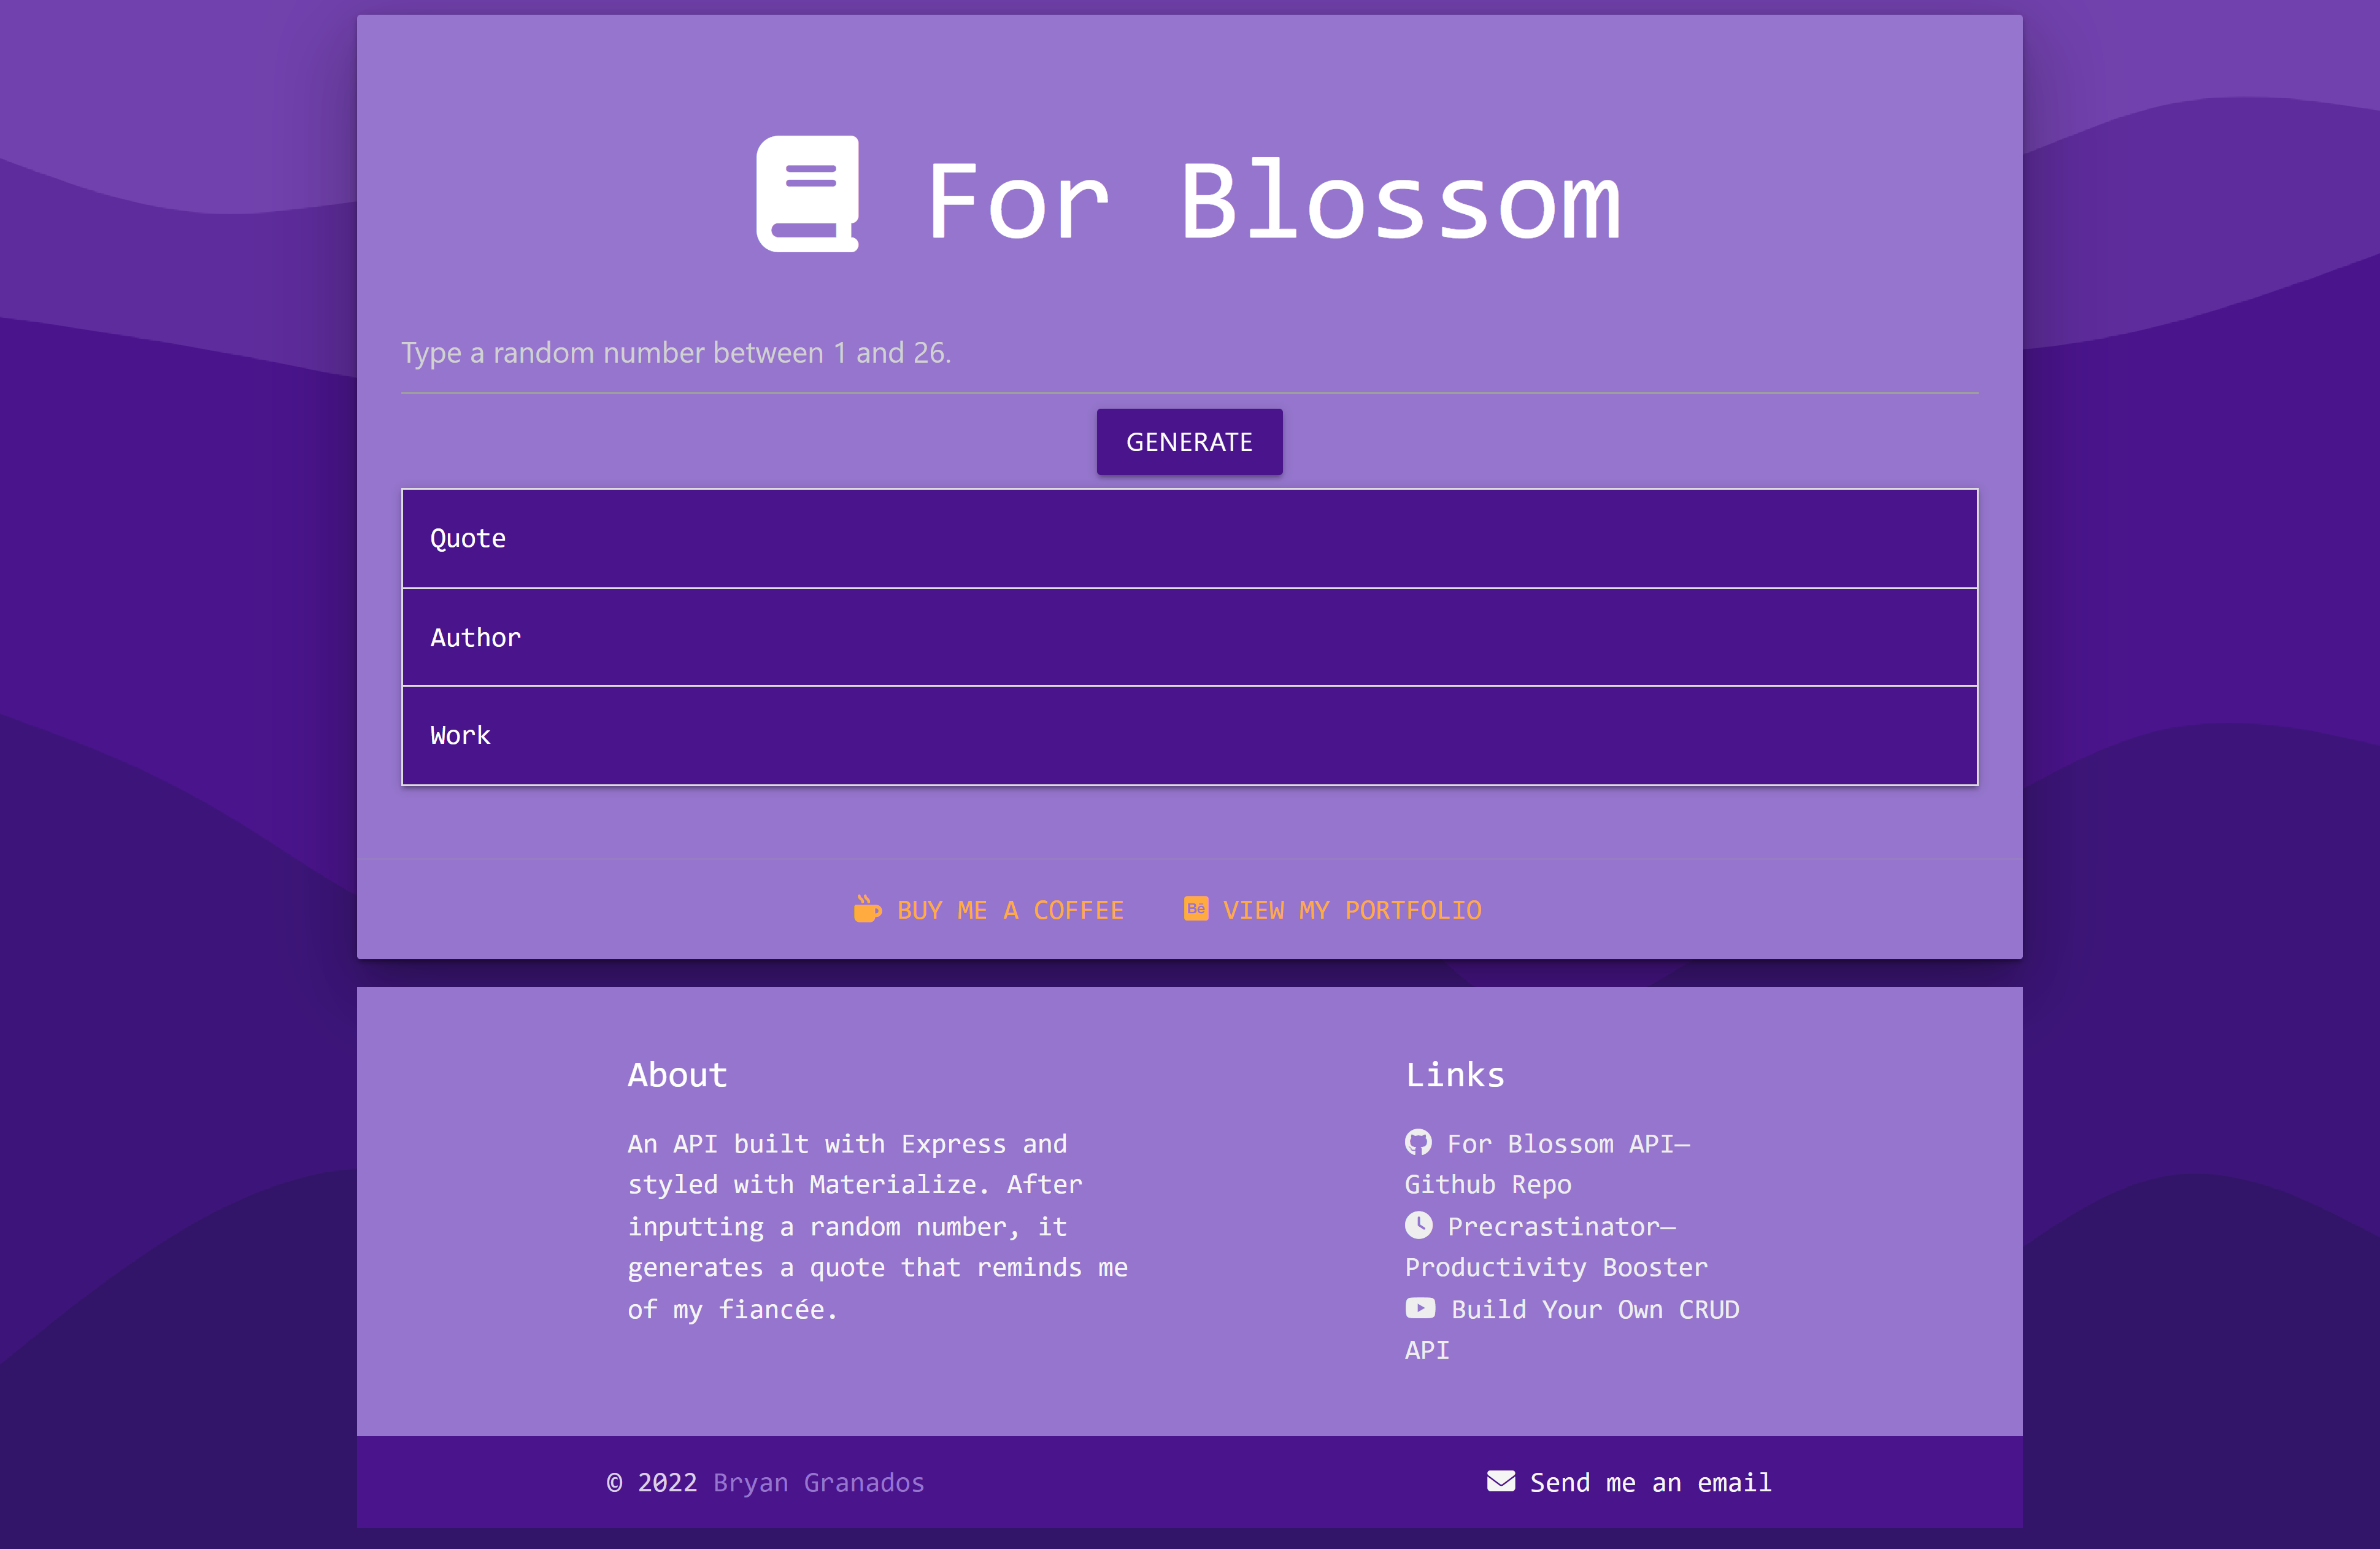 For Blossom
Type a random number between 1 and 26.
GENERATE
Quote
Author
Work
BUY ME A COFFEE
VIEW MY PORTFOLIO
About
An API built with Express and
styled with Materialize. After
inputting a random number, it
generates a quote that reminds me
of my fiancée.
Links
For Blossom API—
Github Repo
Precrastinator—
Productivity Booster
Build Your Own CRUD
API
© 2022 Bryan Granados
Send me an email